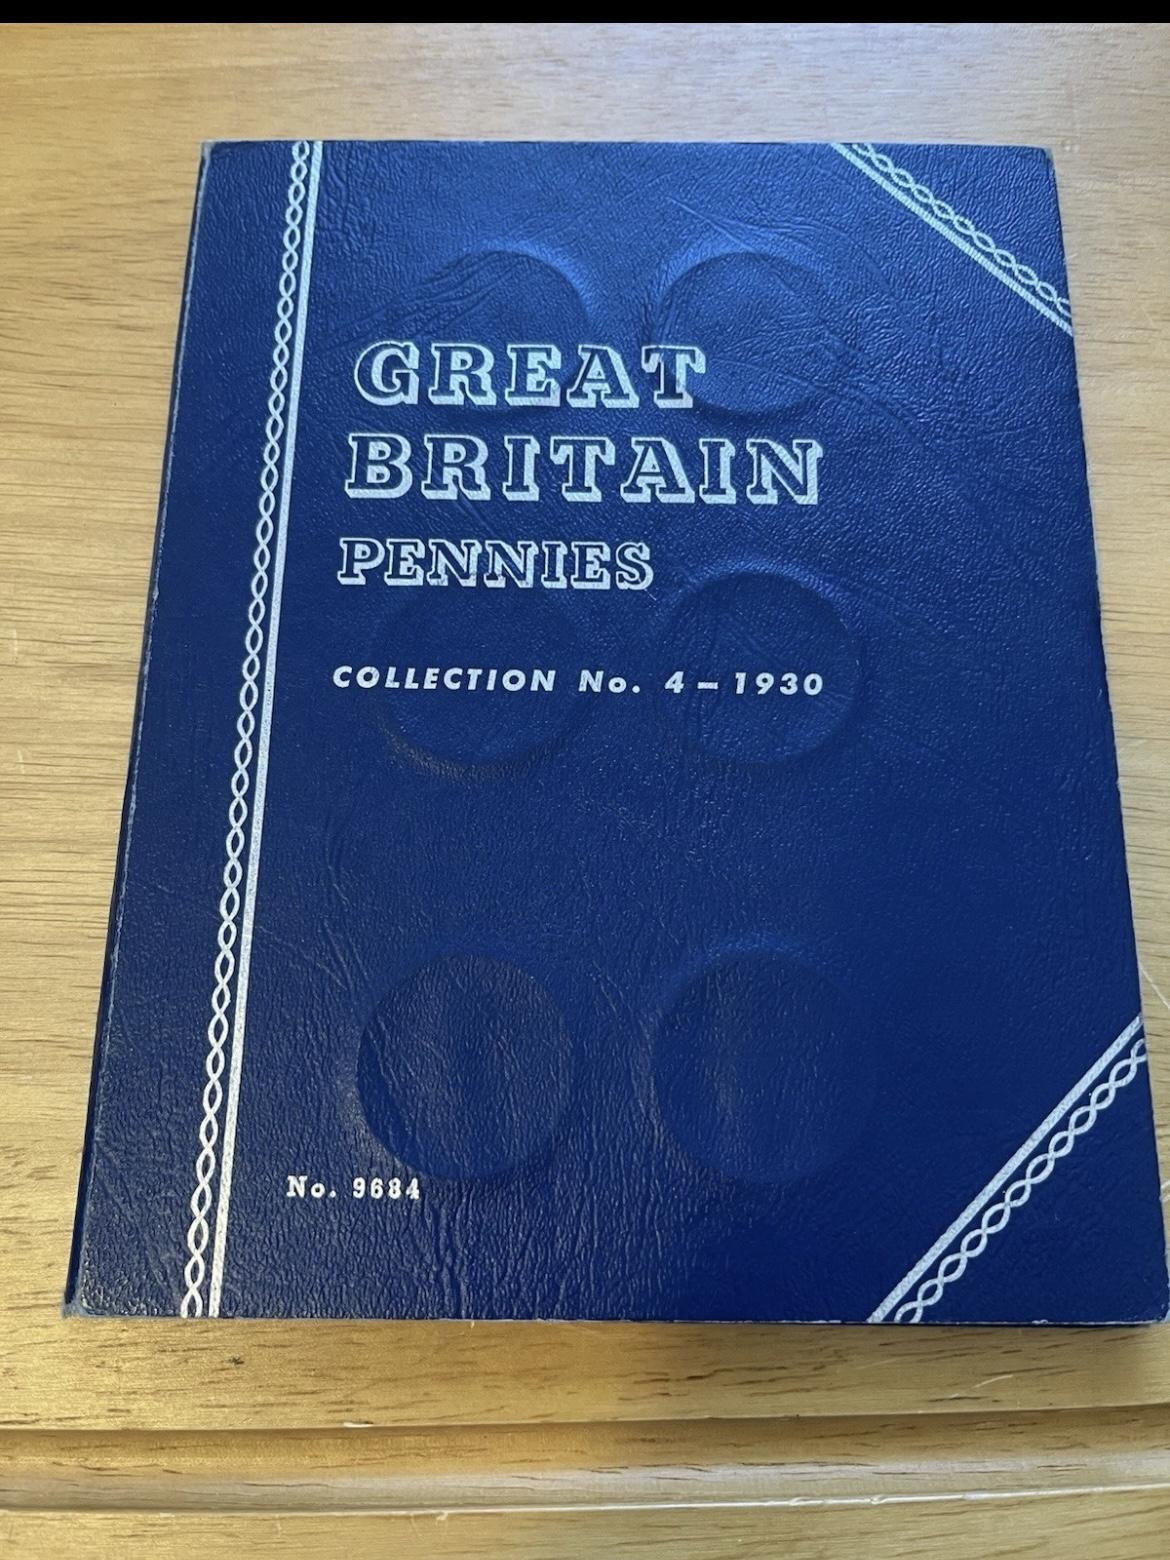 GREAT
BRITAIN
PENNIES
COLLECTION No. 4 – 1930
No. 9684